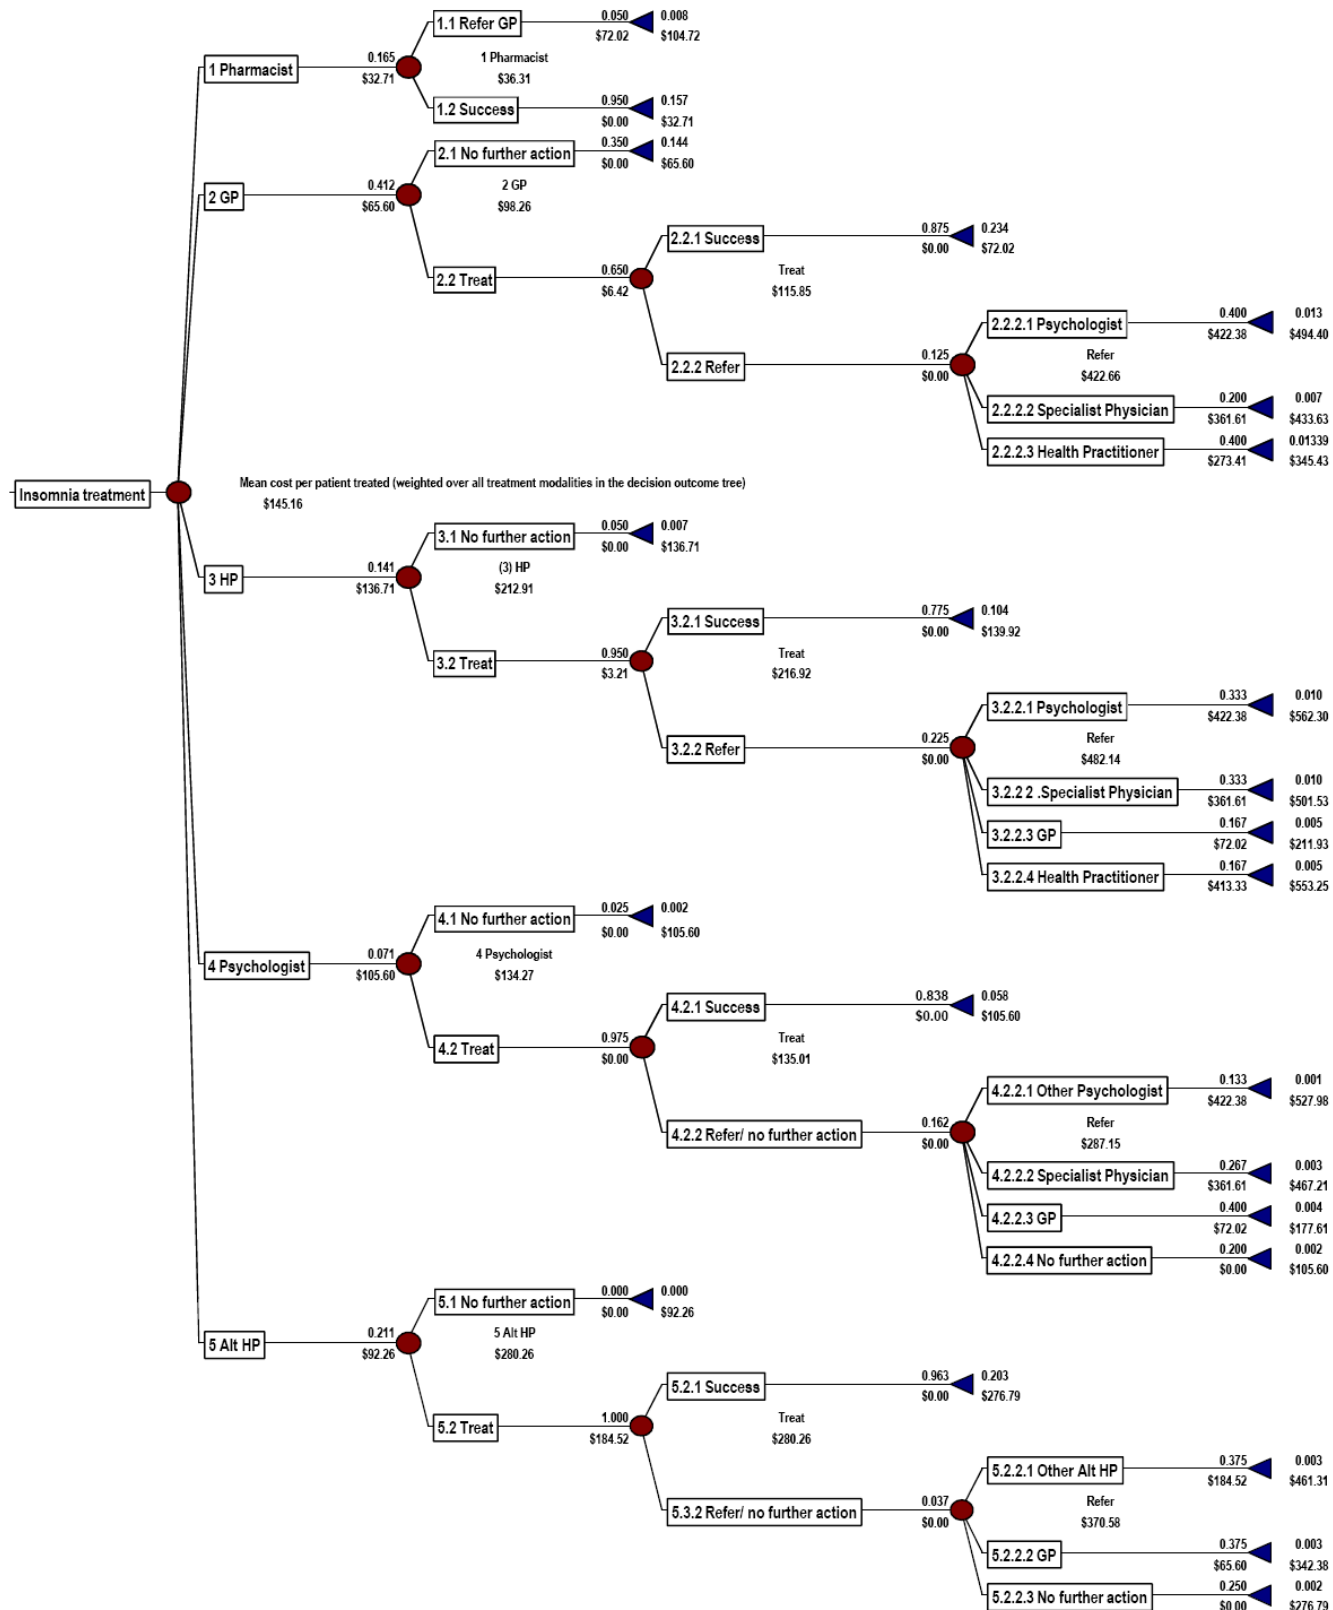 1.1 Refer GP
0.050
0.008
$72.02
$104.72
1 Pharmacist
0.165
$32.71
1 Pharmacist
$36.31
1.2 Success
0.950
0.157
$0.00
$32.71
2.1 No further action
0.350
0.144
$0.00
$65.60
2 GP
0.412
$65.60
2 GP
$98.26
2.2.1 Success
0.875
0.234
$0.00
$72.02
2.2 Treat
0.650
$6.42
Treat
$115.85
2.2.2.1 Psychologist
0.400
0.013
$422.38
$494.40
2.2.2 Refer
0.125
$0.00
Refer
$422.66
2.2.2.2 Specialist Physician
0.200
0.007
$361.61
$433.63
2.2.2.3 Health Practitioner
0.400
0.01339
$273.41
$345.43
Insomnia treatment
Mean cost per patient treated (weighted over all treatment modalities in the decision outcome tree)
$145.16
3.1 No further action
0.050
0.007
$0.00
$136.71
3 HP
0.141
$136.71
(3) HP
$212.91
3.2.1 Success
0.775
0.104
$0.00
$139.92
3.2 Treat
0.950
$3.21
Treat
$216.92
3.2.2.1 Psychologist
0.333
0.010
$422.38
$562.30
3.2.2 Refer
0.225
$0.00
Refer
$482.14
3.2.2 2 .Specialist Physician
0.333
0.010
$361.61
$501.53
3.2.2.3 GP
0.167
0.005
$72.02
$211.93
3.2.2.4 Health Practitioner
0.167
0.005
$413.33
$553.25
4.1 No further action
0.025
0.002
$0.00
$105.60
4 Psychologist
0.071
$105.60
4 Psychologist
$134.27
4.2.1 Success
0.838
0.058
$0.00
$105.60
4.2 Treat
0.975
$0.00
Treat
$135.01
4.2.2.1 Other Psychologist
0.133
0.001
$422.38
$527.98
4.2.2 Refer/ no further action
0.162
$0.00
Refer
$287.15
4.2.2.2 Specialist Physician
0.267
0.003
$361.61
$467.21
4.2.2.3 GP
0.400
0.004
$72.02
$177.61
4.2.2.4 No further action
0.200
0.002
$0.00
$105.60
5.1 No further action
0.000
0.000
$0.00
$92.26
5 Alt HP
0.211
$92.26
5 Alt HP
$280.26
5.2.1 Success
0.963
0.203
$0.00
$276.79
5.2 Treat
1.000
$184.52
Treat
$280.26
5.2.2.1 Other Alt HP
0.375
0.003
$184.52
$461.31
5.3.2 Refer/ no further action
0.037
$0.00
Refer
$370.58
5.2.2.2 GP
0.375
0.003
$65.60
$342.38
5.2.2.3 No further action
0.250
0.002
$0.00
$276.79